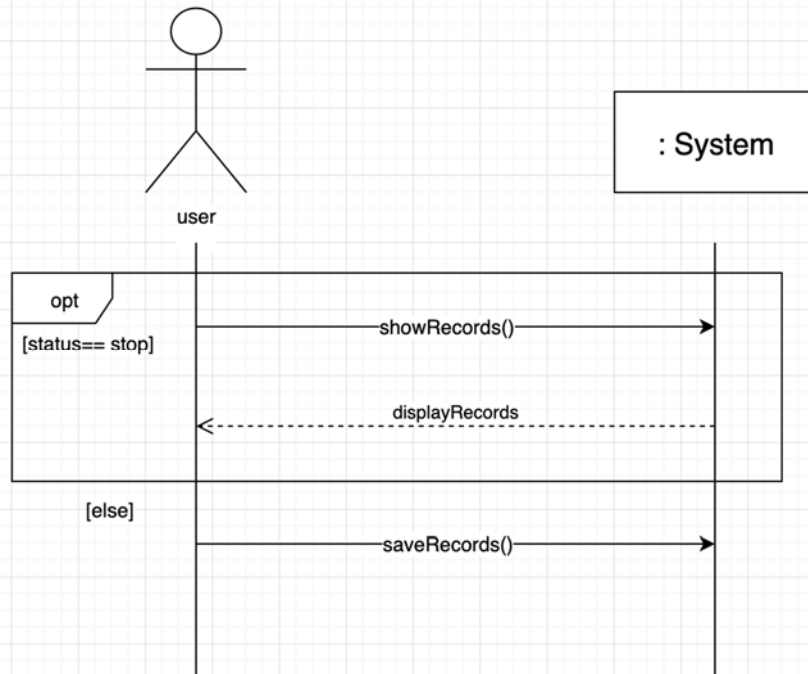 : System
user
opt
[status== stop]
showRecords()
displayRecords
[else]
saveRecords()